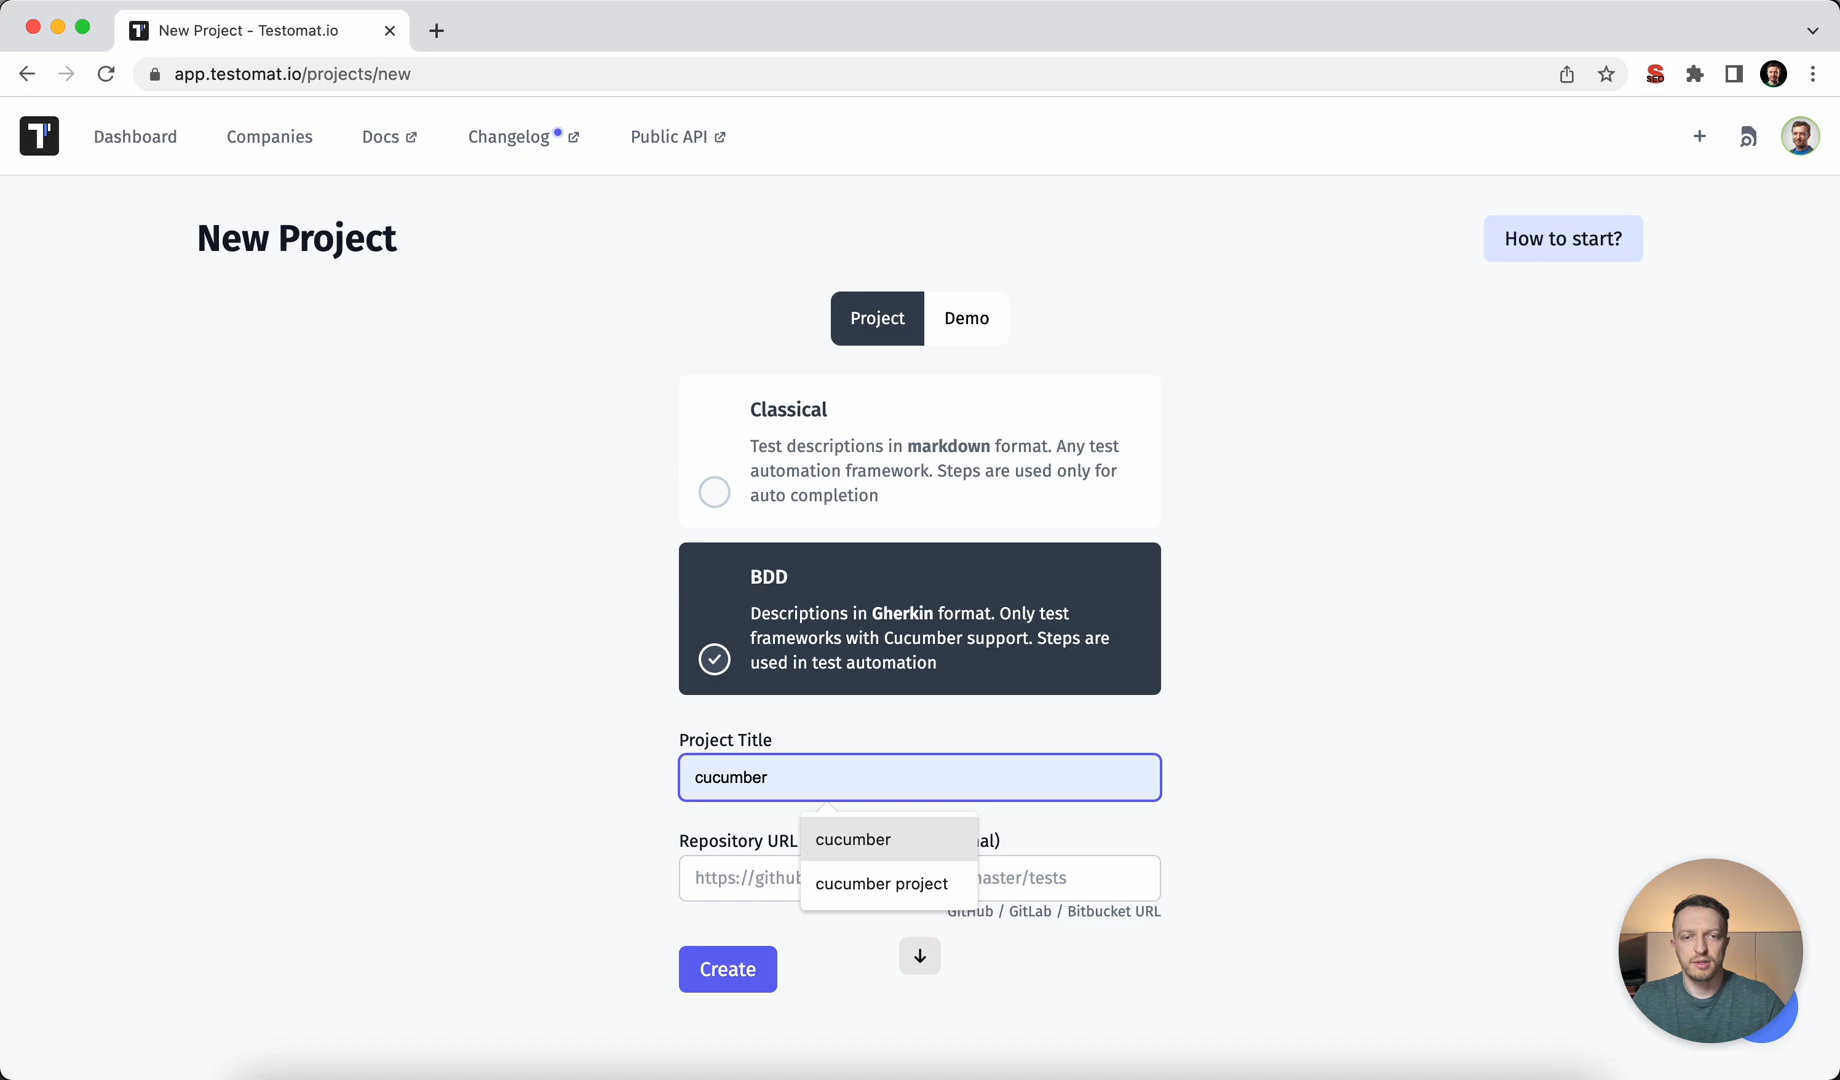 New Project - Testomat.io
app.testomat.io/projects/new
SEO
Dashboard
Companies
Docs
Changelog
Public API
New Project
How to start?
Project
Demo
Classical
Test descriptions in markdown format. Any test
automation framework. Steps are used only for
auto completion
BDD
Descriptions in Gherkin format. Only test
frameworks with Cucumber support. Steps are
used in test automation
Project Title
cucumber
cucumber
cucumber project
Repository URL al)
https://github master/tests
GitHub / GitLab / Bitbucket URL
Create